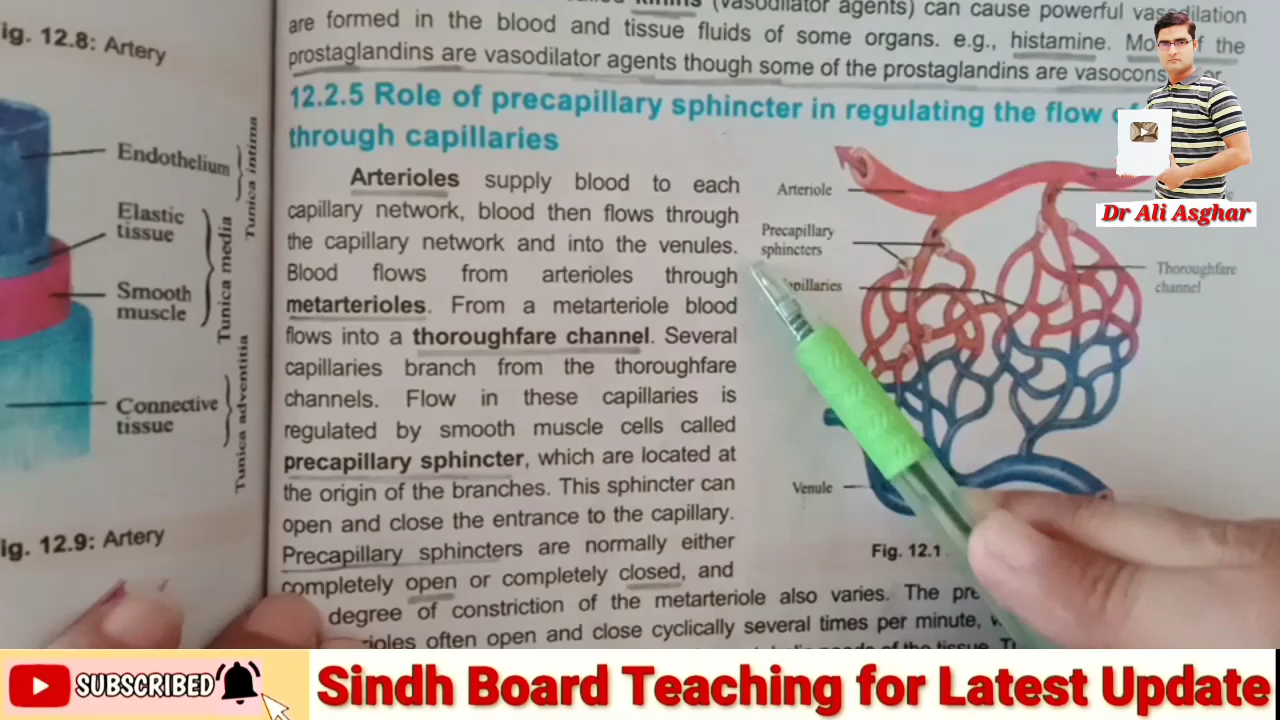 ig. 12.8: Artery
Endothelium
Tunica intima
Elastic
tissue
Smooth
muscle
Tunica media
Connective
tissue
Tunica adventitia
ig. 12.9: Artery
kinins (vasodilator agents) can cause powerful vasodilation
are formed in the blood and tissue fluids of some organs. e.g., histamine. the
prostaglandins are vasodilator agents though some of the prostaglandins are
12.2.5 Role of precapillary sphincter in regulating the flow
through capillaries
Arterioles supply blood to each
capillary network, blood then flows through
the capillary network and into the venules.
Blood flows from arterioles through
metarterioles. From a metarteriole blood
flows into a thoroughfare channel. Several
capillaries branch from the thoroughfare
channels. Flow in these capillaries is
regulated by smooth muscle cells called
precapillary sphincter, which are located at
the origin of the branches. This sphincter can
open and close the entrance to the capillary.
Precapillary sphincters are normally either
completely open or completely closed, and
degree of constriction of the metarteriole also varies. The
rioles often open and close cyclically several times per minute,
of the tissue.
Arteriole
Precapillary
sphincters
pillaries
Thoroughfare
channel
Venule
Fig. 12.1
Dr Ali Asghar
SUBSCRIBED
Sindh Board Teaching for Latest Update